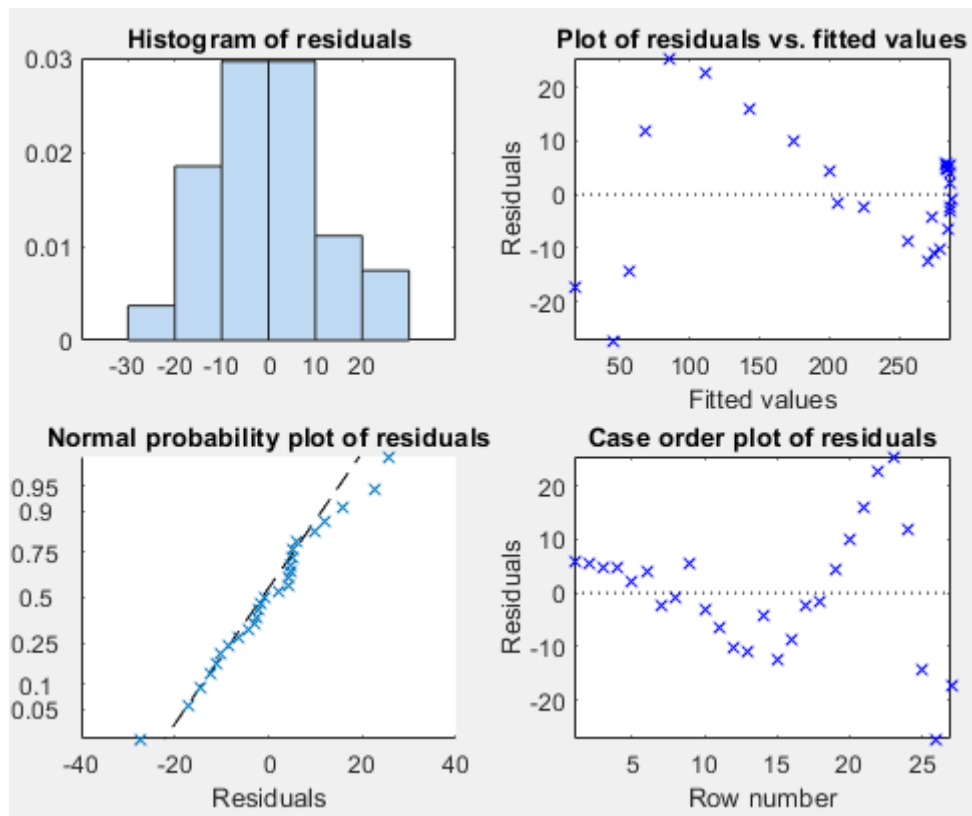 Histogram of residuals
0.03
0.02
0.01
0
-30 -20 -10 0 10 20
Plot of residuals vs. fitted values
Residuals
20
10
0
-10
-20
50 100 150 200 250
Fitted values
Normal probability plot of residuals
0.95
0.9
0.75
0.5
0.25
0.1
0.05
-40 -20 0 20 40
Residuals
Case order plot of residuals
Residuals
20
10
0
-10
-20
5 10 15 20 25
Row number